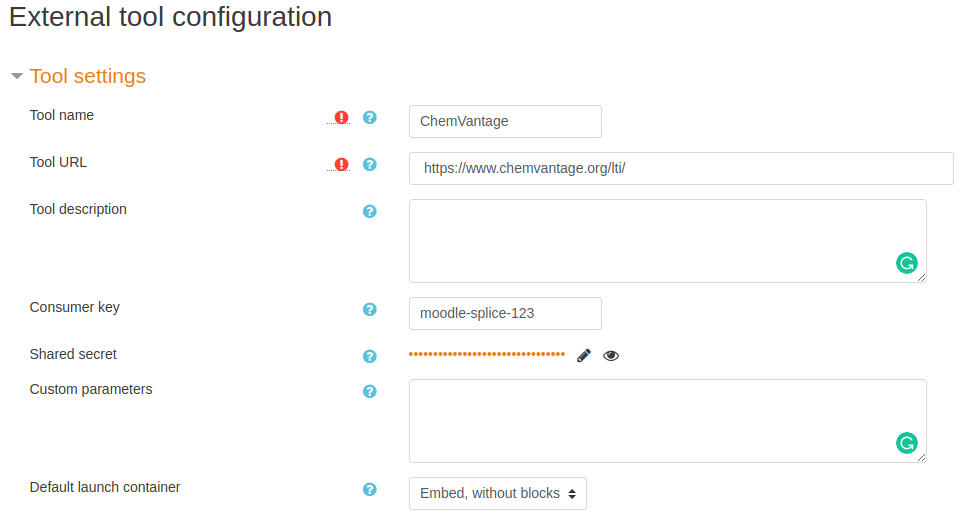 External tool configuration
Tool settings
Tool name
ChemVantage
Tool URL
https://www.chemvantage.org/lti/
Tool description
Consumer key
moodle-splice-123
Shared secret
Custom parameters
Default launch container
Embed, without blocks